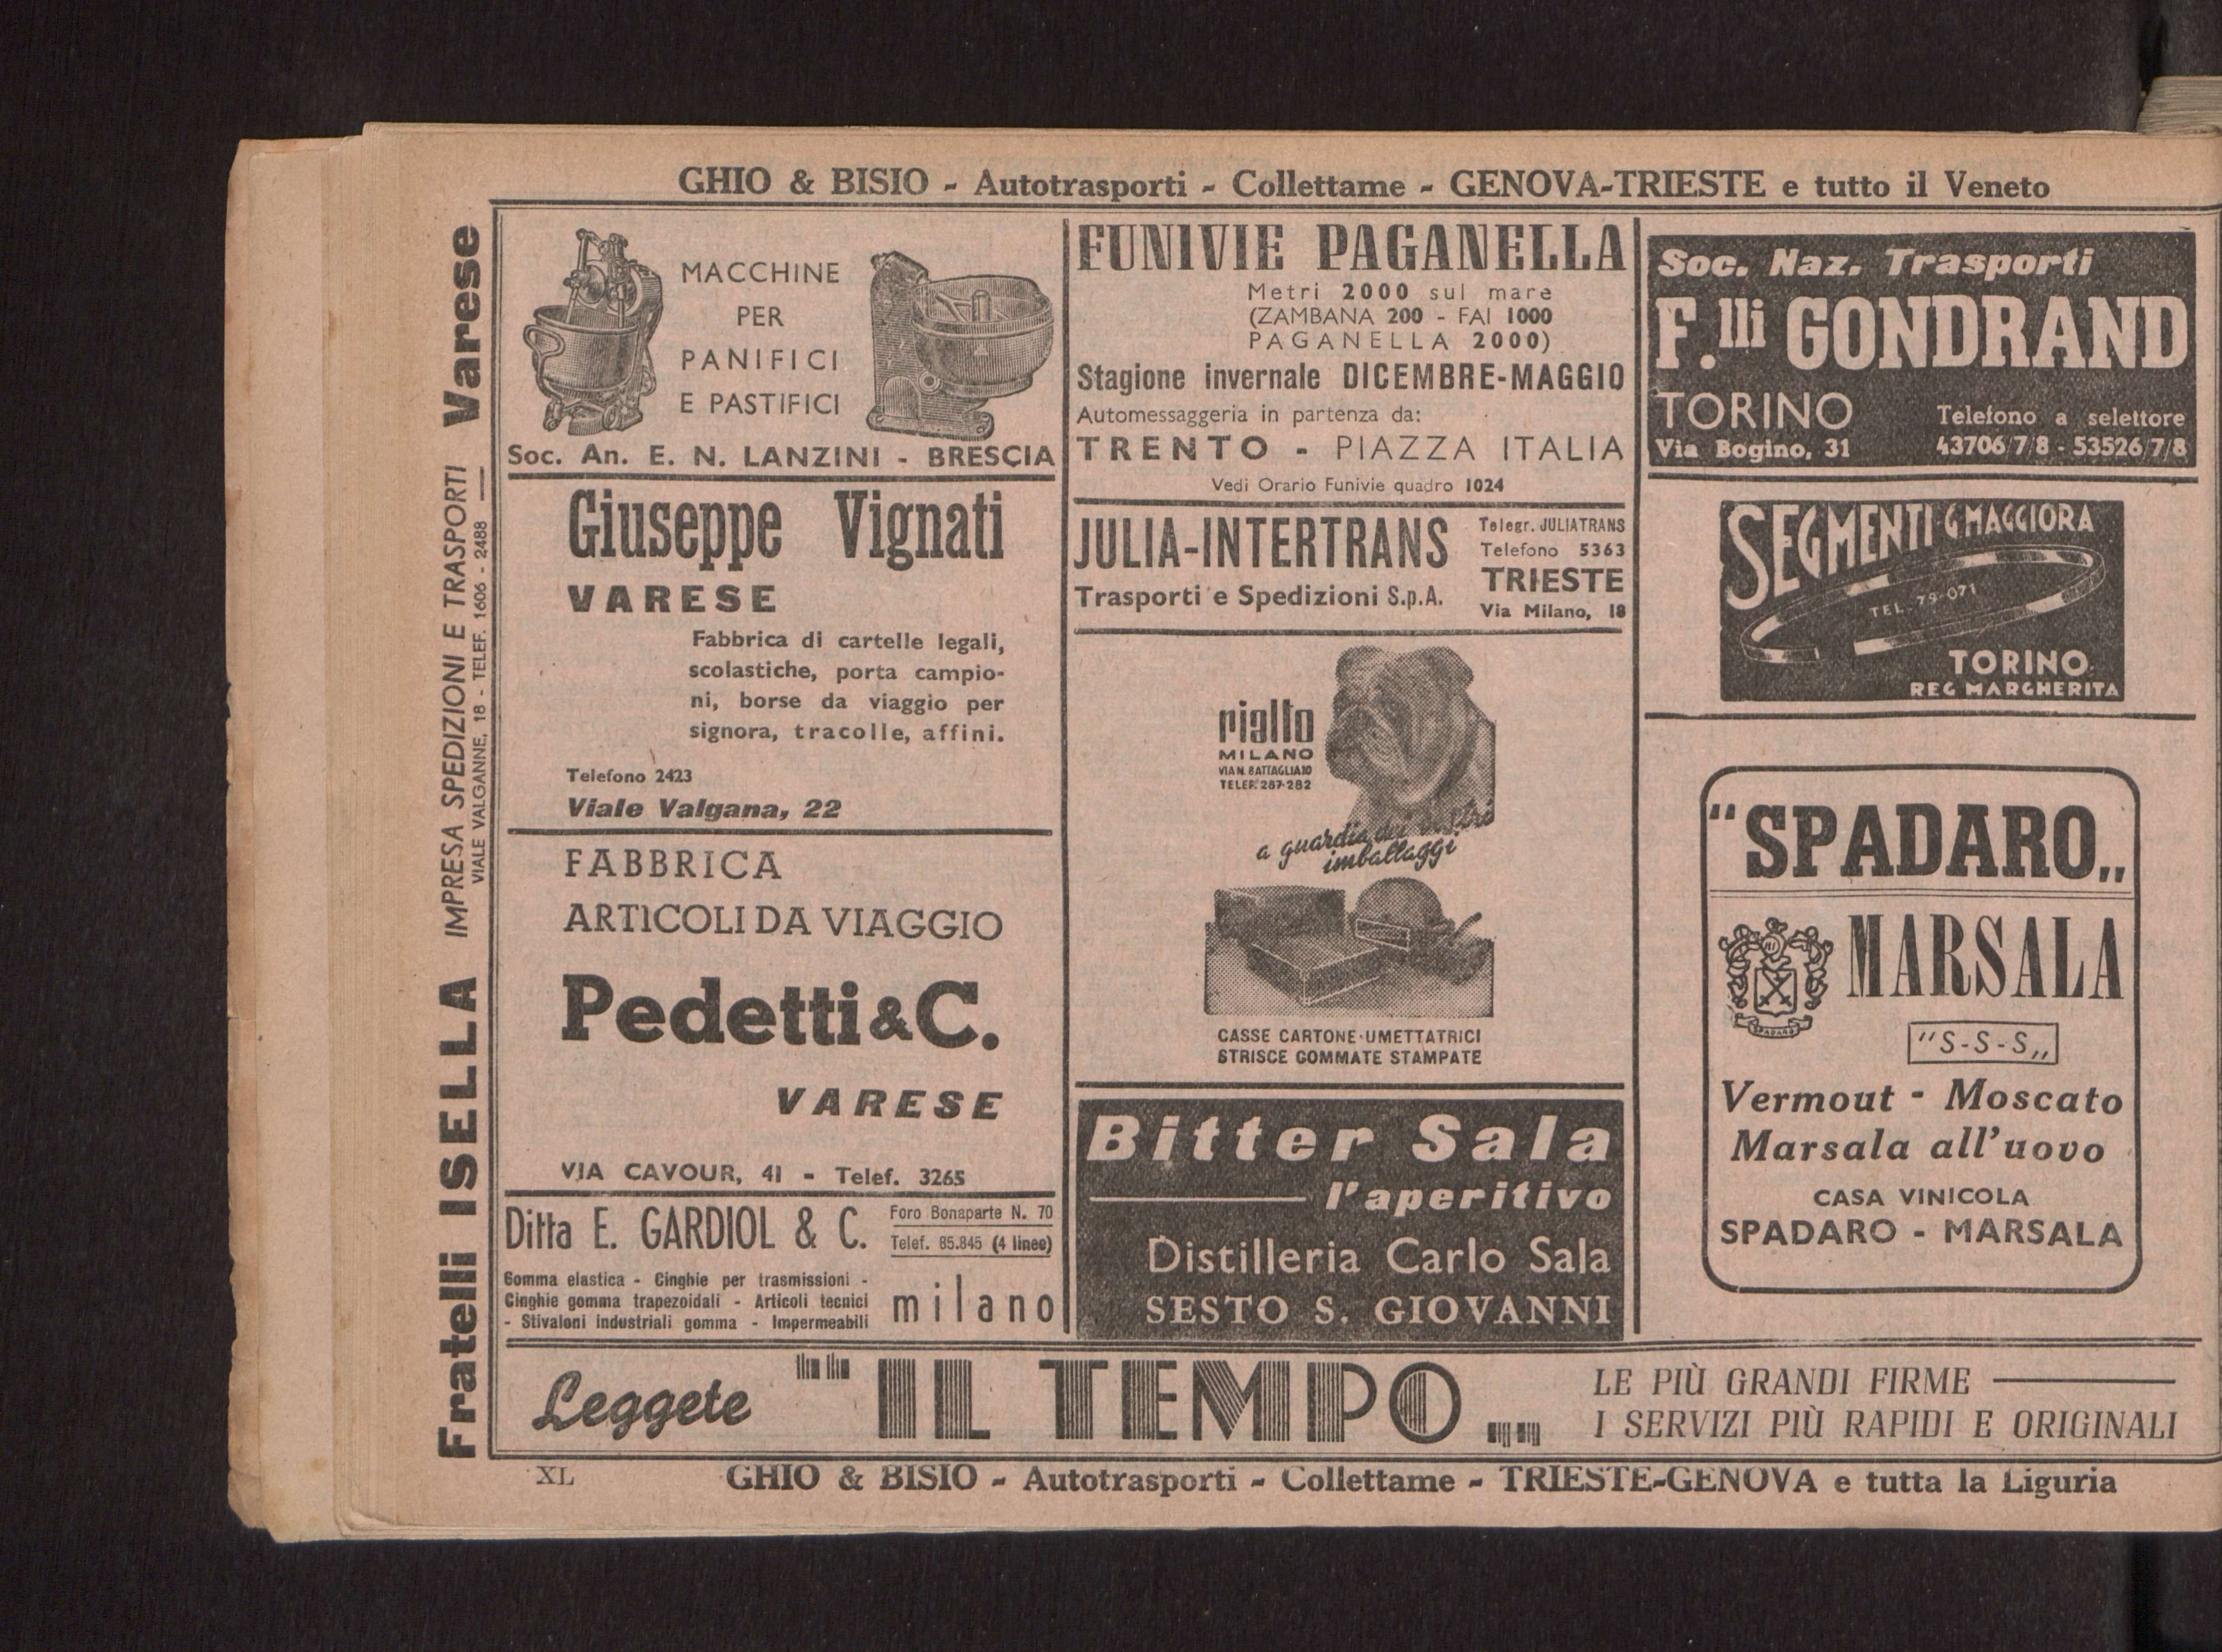 GHIO & BISIO - Autotrasporti - Collettame - GENOVA-TRIESTE e tutto il Veneto
Fratelli ISELLA IMPRESA SPEDIZIONI E TRASPORTI Varese
VIALE VALGANNE, 18 - TELEF. 1606 - 2488
MACCHINE
PER
PANIFICI
E PASTIFICI
Soc. An. E. N. LANZINI - BRESCIA
Giuseppe Vignati
VARESE
Fabbrica di cartelle legali,
scolastiche, porta campio-
ni, borse da viaggio per
signora, tracolle, affini.
Telefono 2423
Viale Valgana, 22
FABBRICA
ARTICOLI DA VIAGGIO
Pedetti & C.
VARESE
VIA CAVOUR, 41 - Telef. 3265
Ditta E. GARDIOL & C.
Foro Bonaparte N. 70
Telef. 85.845 (4 linee)
Gomma elastica - Cinghie per trasmissioni -
Cinghie gomma trapezoidali - Articoli tecnici
- Stivaloni industriali gomma - Impermeabili
milano
FUNIVIE PAGANELLA
Metri 2000 sul mare
(ZAMBANA 200 - FAI 1000
PAGANELLA 2000)
Stagione invernale DICEMBRE-MAGGIO
Automessaggeria in partenza da:
TRENTO - PIAZZA ITALIA
Vedi Orario Funivie quadro 1024
JULIA-INTERTRANS
Trasporti e Spedizioni S.p.A.
Telegr. JULIATRANS
Telefono 5363
TRIESTE
Via Milano, 18
rialto
MILANO
VIA N. BATTAGLIA 10
TELEF. 287-282
a guardia dei vostri
imballaggi
CASSE CARTONE·UMETTATRICI
STRISCE GOMMATE STAMPATE
Bitter Sala
l'aperitivo
Distilleria Carlo Sala
SESTO S. GIOVANNI
Soc. Naz. Trasporti
F.lli GONDRAND
TORINO
Via Bogino, 31
Telefono a selettore
43706/7/8 - 53526/7/8
SEGMENTI G MAGGIORA
TEL. 79-071
TORINO
REG MARGHERITA
"SPADARO„
MARSALA
SPADARO
"S-S-S„
Vermout - Moscato
Marsala all'uovo
CASA VINICOLA
SPADARO - MARSALA
Leggete "IL TEMPO„
LE PIÙ GRANDI FIRME
I SERVIZI PIÙ RAPIDI E ORIGINALI
XL
GHIO & BISIO - Autotrasporti - Collettame - TRIESTE-GENOVA e tutta la Liguria